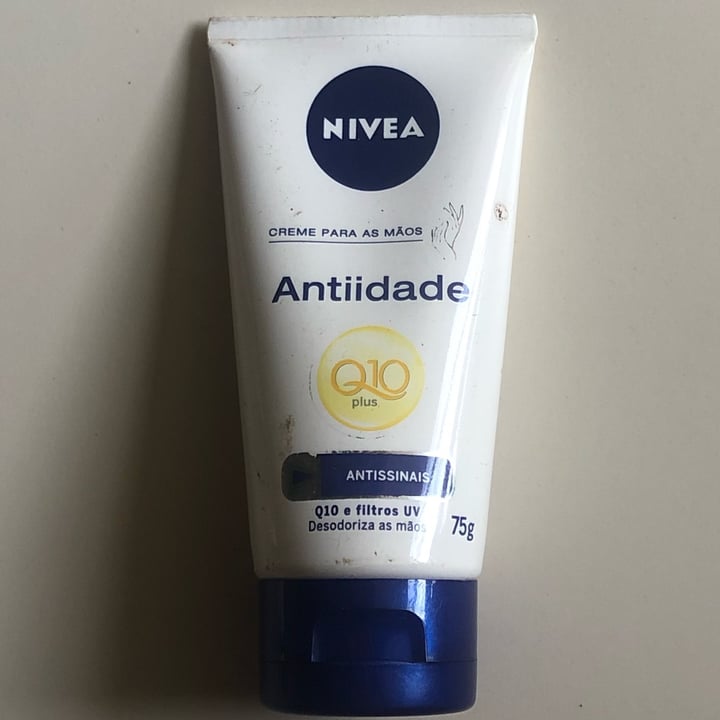 NIVEA
CREME PARA AS MÃOS
Antiidade
Q10
plus
ANTISSINAIS
Q10 e filtros UV
Desodoriza as mãos
75g